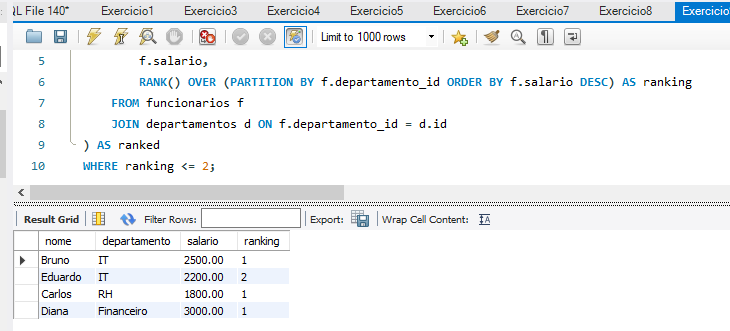 QL File 140* Exercicio1 Exercicio3 Exercicio4 Exercicio5 Exercicio6 Exercicio7 Exercicio8 Exercicio
Limit to 1000 rows
5 f.salario,
6 RANK() OVER (PARTITION BY f.departamento_id ORDER BY f.salario DESC) AS ranking
7 FROM funcionarios f
8 JOIN departamentos d ON f.departamento_id = d.id
9 ) AS ranked
10 WHERE ranking <= 2;
Result Grid Filter Rows: Export: Wrap Cell Content: IA
nome departamento salario ranking
Bruno IT 2500.00 1
Eduardo IT 2200.00 2
Carlos RH 1800.00 1
Diana Financeiro 3000.00 1